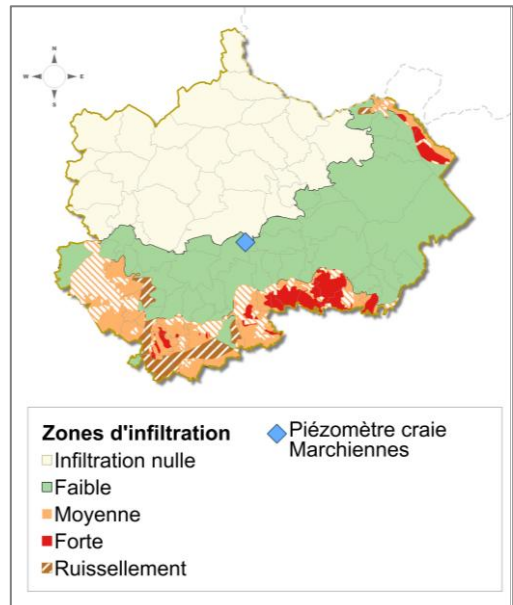 N
W E
S
Zones d'infiltration
Infiltration nulle
Faible
Moyenne
Forte
Ruissellement
Piézomètre craie
Marchiennes